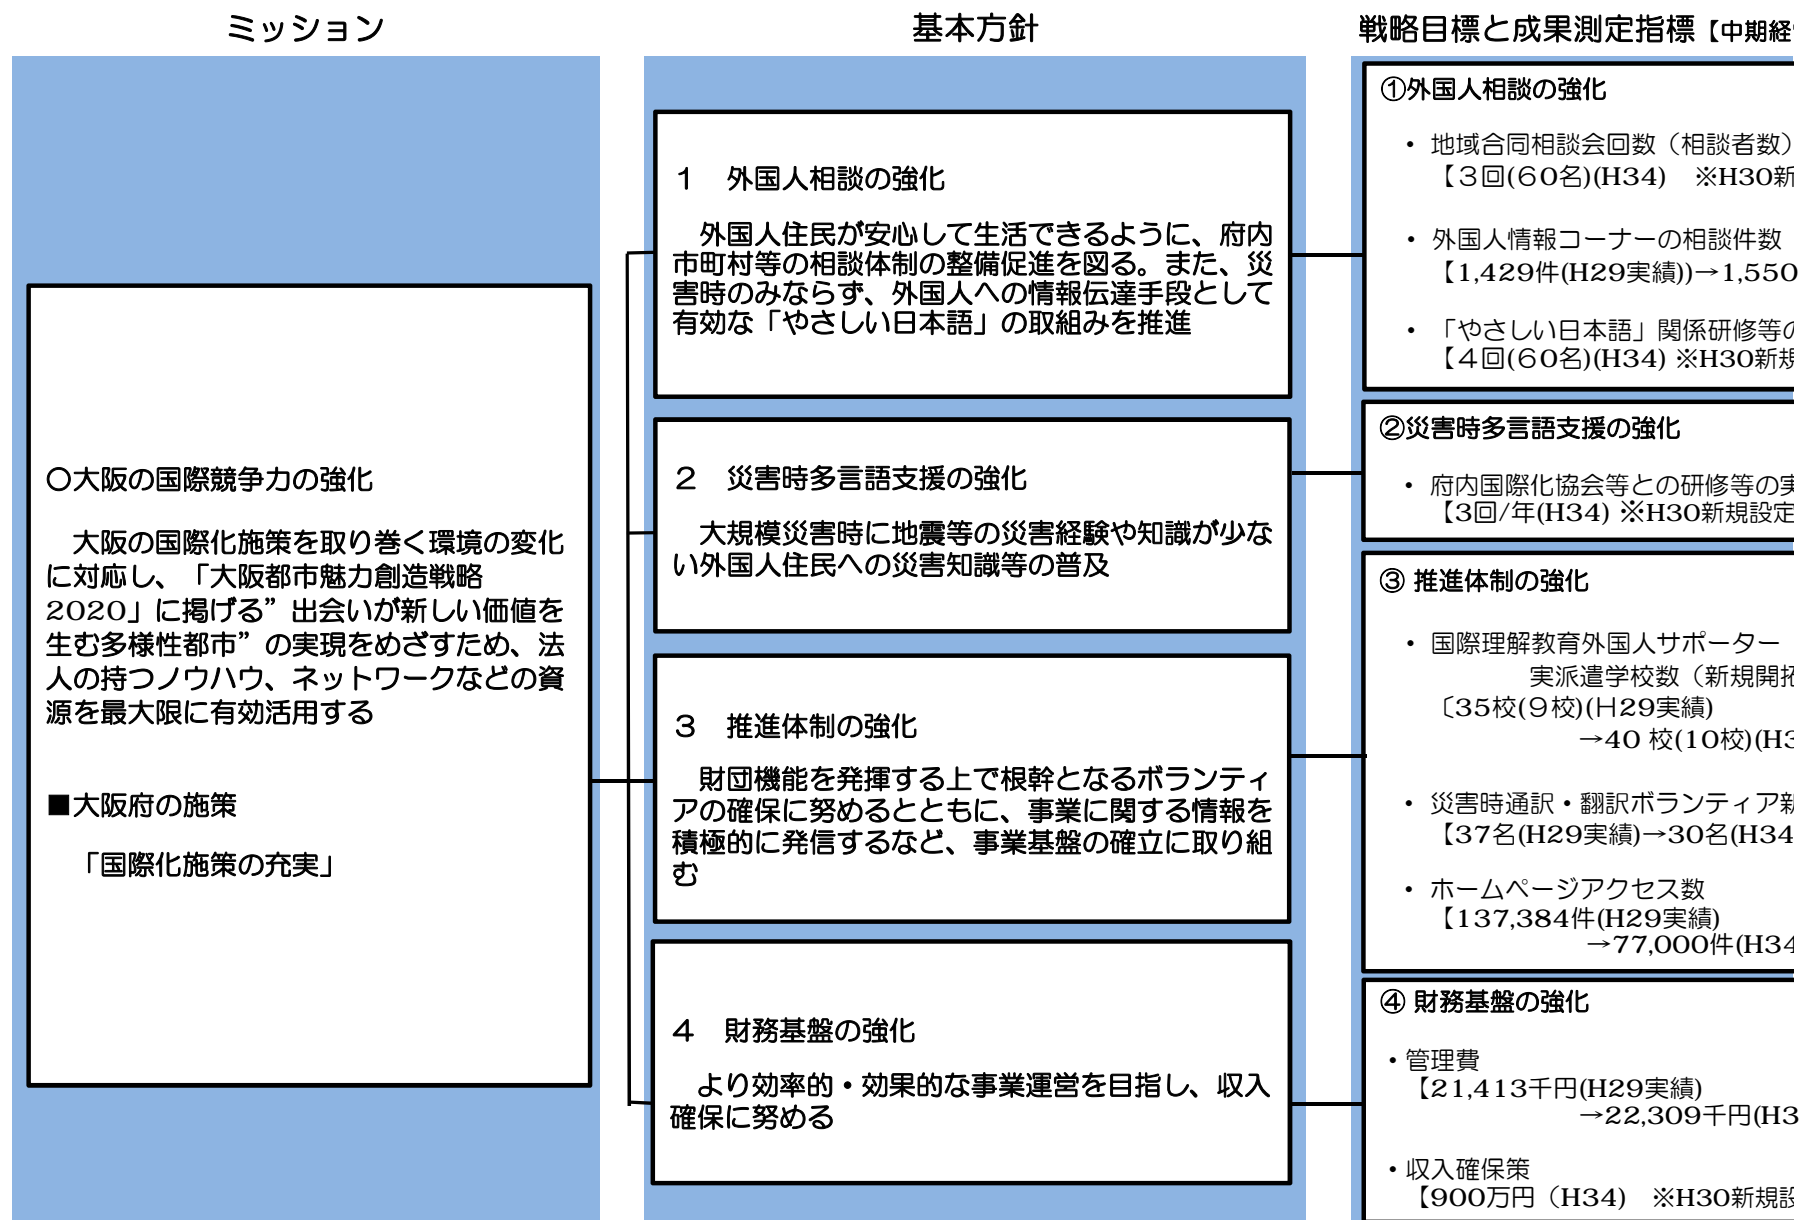 ミッション
〇大阪の国際競争力の強化
大阪の国際化施策を取り巻く環境の変化
に対応し、「大阪都市魅力創造戦略
2020」に掲げる”出会いが新しい価値を
生む多様性都市”の実現をめざすため、法
人の持つノウハウ、ネットワークなどの資
源を最大限に有効活用する
■大阪府の施策
「国際化施策の充実」
基本方針
１　外国人相談の強化
外国人住民が安心して生活できるように、府内
市町村等の相談体制の整備促進を図る。また、災
害時のみならず、外国人への情報伝達手段として
有効な「やさしい日本語」の取組みを推進
２　災害時多言語支援の強化
大規模災害時に地震等の災害経験や知識が少な
い外国人住民への災害知識等の普及
３　推進体制の強化
財団機能を発揮する上で根幹となるボランティ
アの確保に努めるとともに、事業に関する情報を
積極的に発信するなど、事業基盤の確立に取り組
む
４　財務基盤の強化
より効率的・効果的な事業運営を目指し、収入
確保に努める
戦略目標と成果測定指標【中期経
①外国人相談の強化
・ 地域合同相談会回数（相談者数）
【３回(６０名)(H34)　※H30新
・ 外国人情報コーナーの相談件数
【1,429件(H29実績))→1,550
・ 「やさしい日本語」関係研修等の
【４回(６０名)(H34) ※H30新規
②災害時多言語支援の強化
・ 府内国際化協会等との研修等の実
【3回/年(H34) ※H30新規設定
③ 推進体制の強化
・ 国際理解教育外国人サポーター
実派遣学校数（新規開拓
〔35校(９校)(H29実績)
→40 校(10校)(H3
・ 災害時通訳・翻訳ボランティア新
【37名(H29実績)→30名(H34
・ ホームページアクセス数
【137,384件(H29実績)
→77,000件(H34
④ 財務基盤の強化
・管理費
【21,413千円(H29実績)
→22,309千円(H3
・収入確保策
【900万円（H34)　※H30新規設